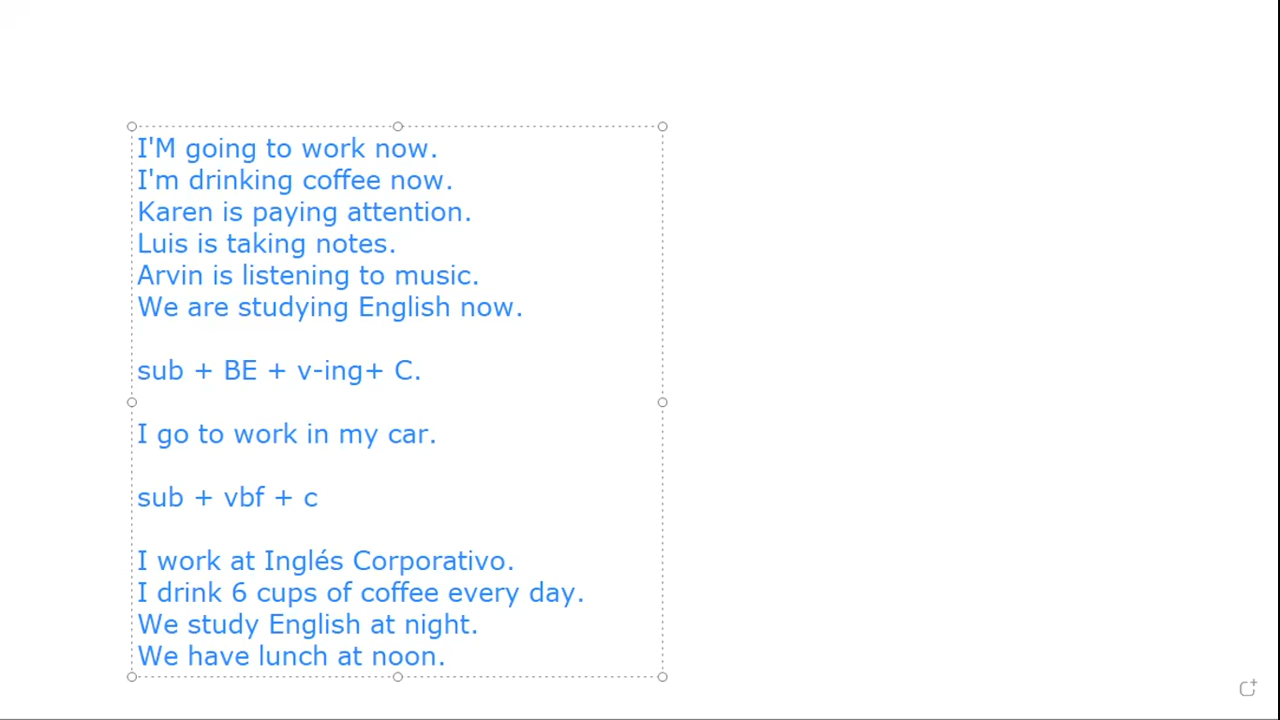 I'M going to work now.
I'm drinking coffee now.
Karen is paying attention.
Luis is taking notes.
Arvin is listening to music.
We are studying English now.
sub + BE + v-ing+ C.
I go to work in my car.
sub + vbf + c
I work at Inglés Corporativo.
I drink 6 cups of coffee every day.
We study English at night.
We have lunch at noon.